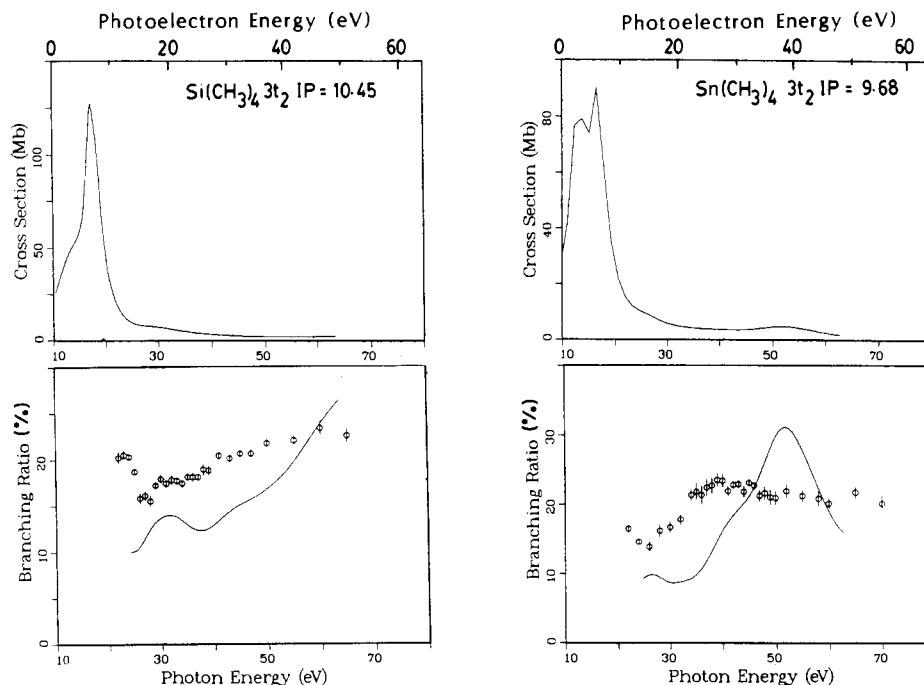 Photoelectron Energy (eV)
0 20 40 60
Si(CH₃)₄ 3t₂ IP = 10.45
Cross Section (Mb)
0 50 100
10 30 50 70
Branching Ratio (%)
0 10 20
10 30 50 70
Photon Energy (eV)
Photoelectron Energy (eV)
0 20 40 60
Sn(CH₃)₄ 3t₂ IP = 9·68
Cross Section (Mb)
0 40 80
10 30 50 70
Branching Ratio (%)
0 10 20 30
10 30 50 70
Photon Energy (eV)